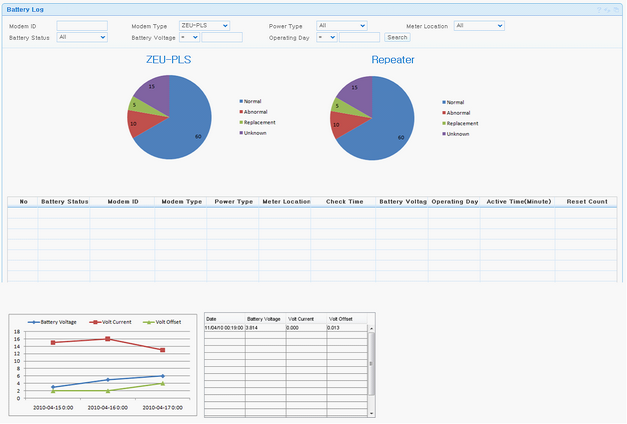 Battery Log
Modem ID Modem Type ZEU-PLS Power Type All Meter Location All
Battery Status All Battery Voltage = Operating Day = Search
ZEU-PLS Repeater
15 5 10 60
Normal
Abnormal
Replacement
Unknown
15 5 10 60
Normal
Abnormal
Replacement
Unknown
No Battery Status Modem ID Modem Type Power Type Meter Location Check Time Battery Voltag Operating Day Active Time(Minute) Reset Count
Battery Voltage Volt Current Volt Offset
18
16
14
12
10
8
6
4
2
0
2010-04-15 0:00 2010-04-16 0:00 2010-04-17 0:00
Date Battery Voltage Volt Current Volt Offset
11/04/10 00:19:00 3.814 0.000 0.013